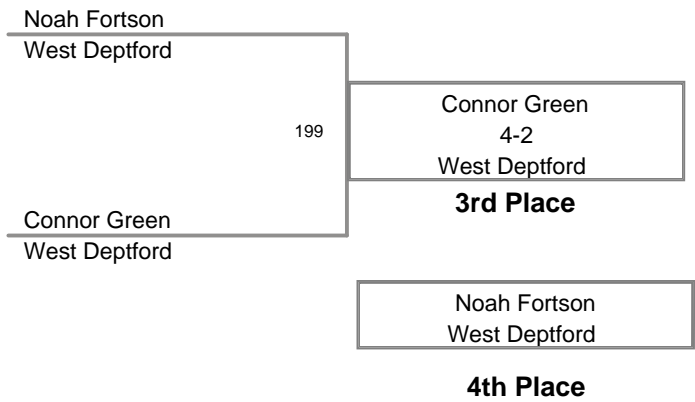 Noah Fortson
West Deptford
199
Connor Green
4-2
West Deptford
3rd Place
Connor Green
West Deptford
Noah Fortson
West Deptford
4th Place